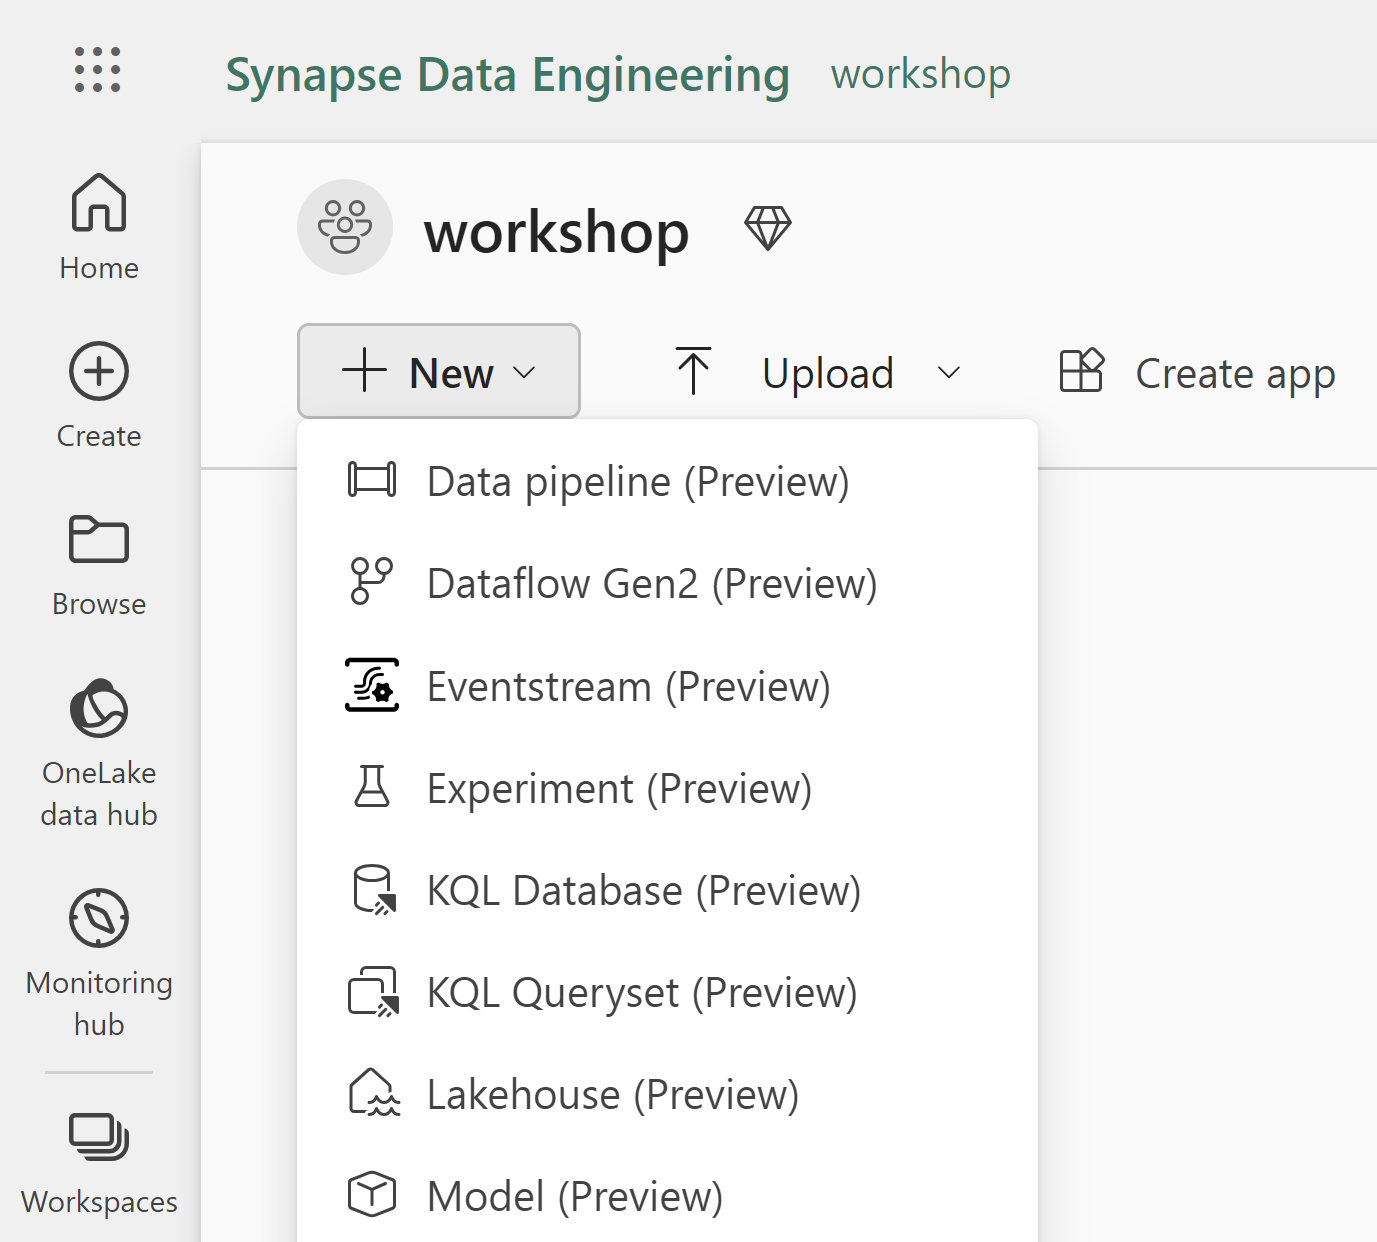 Synapse Data Engineering workshop
Home
Create
Browse
OneLake
data hub
Monitoring
hub
Workspaces
workshop
New Upload Create app
Data pipeline (Preview)
Dataflow Gen2 (Preview)
Eventstream (Preview)
Experiment (Preview)
KQL Database (Preview)
KQL Queryset (Preview)
Lakehouse (Preview)
Model (Preview)